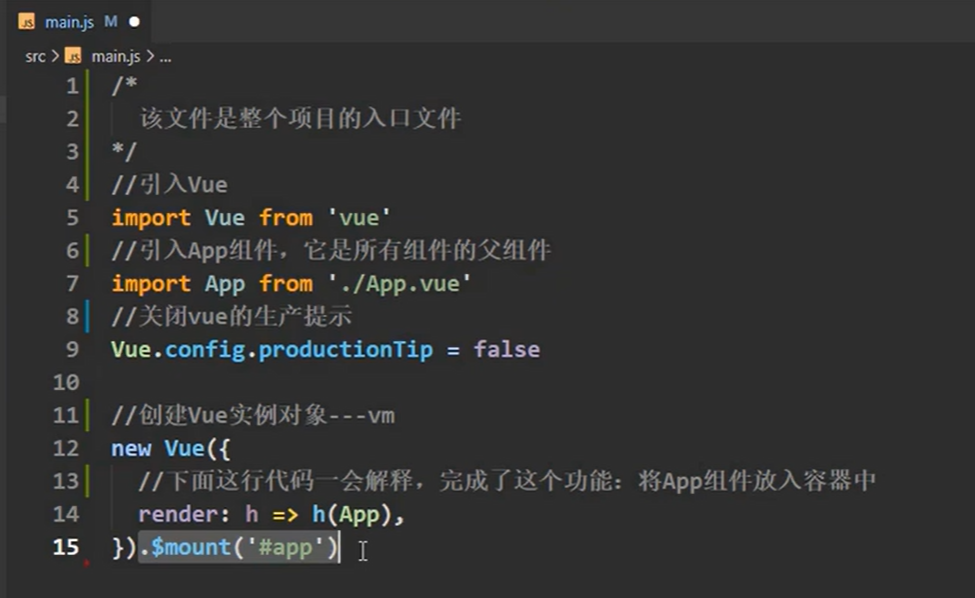 JS main.js M ●
src > JS main.js > ...
1 /*
2 该文件是整个项目的入口文件
3 */
4 //引入Vue
5 import Vue from 'vue'
6 //引入App组件，它是所有组件的父组件
7 import App from './App.vue'
8 //关闭vue的生产提示
9 Vue.config.productionTip = false
10
11 //创建Vue实例对象---vm
12 new Vue({
13 //下面这行代码一会解释，完成了这个功能：将App组件放入容器中
14 render: h => h(App),
15 }).$mount('#app')